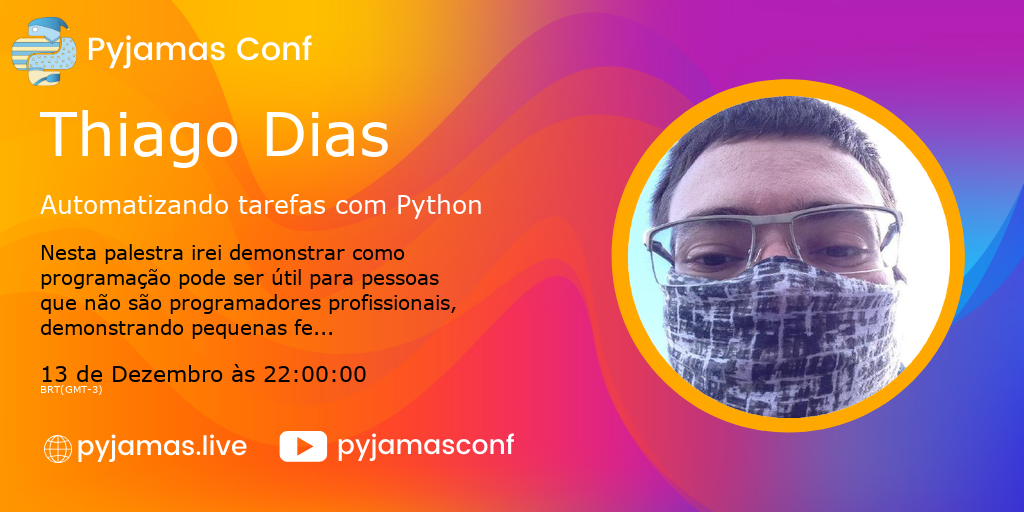 Pyjamas Conf
Thiago Dias
Automatizando tarefas com Python
Nesta palestra irei demonstrar como
programação pode ser útil para pessoas
que não são programadores profissionais,
demonstrando pequenas fe...
13 de Dezembro às 22:00:00
BRT(GMT-3)
pyjamas.live
pyjamasconf